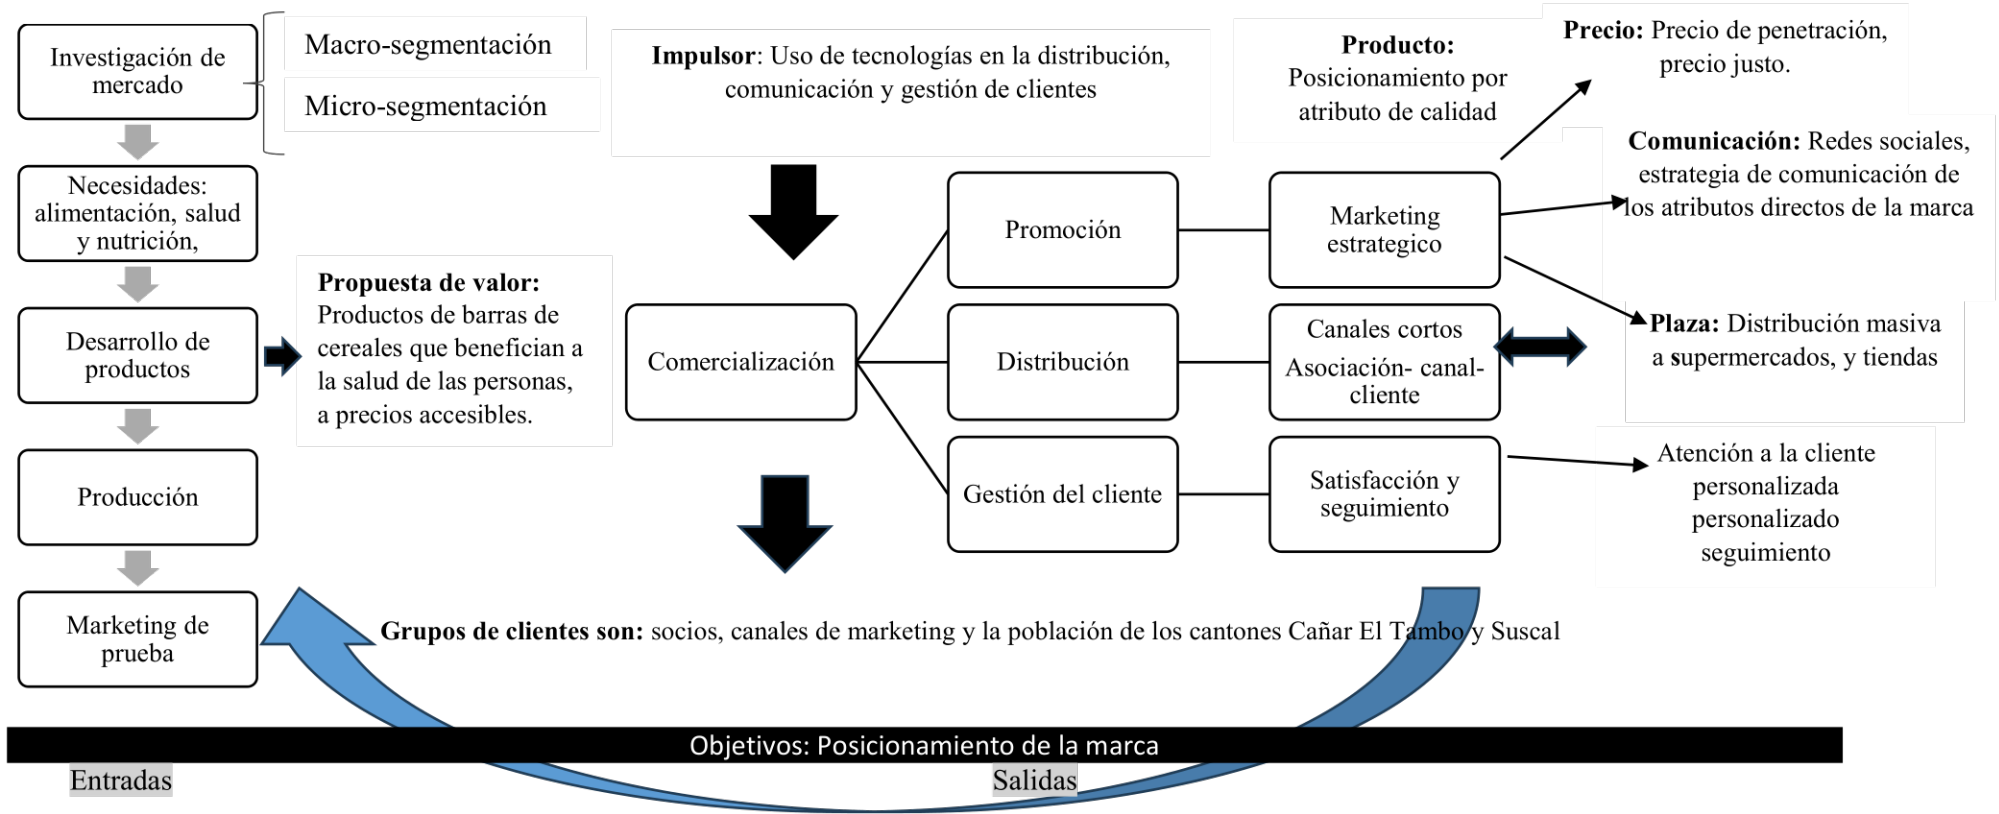 Investigación de
mercado
Macro-segmentación
Micro-segmentación
Necesidades:
alimentación, salud
y nutrición,
Desarrollo de
productos
Propuesta de valor:
Productos de barras de
cereales que benefician a
la salud de las personas,
a precios accesibles.
Producción
Marketing de
prueba
Impulsor: Uso de tecnologías en la distribución,
comunicación y gestión de clientes
Comercialización
Promoción
Distribución
Gestión del cliente
Marketing
estrategico
Canales cortos
Asociación- canal-
cliente
Satisfacción y
seguimiento
Producto:
Posicionamiento por
atributo de calidad
Precio: Precio de penetración,
precio justo.
Comunicación: Redes sociales,
estrategia de comunicación de
los atributos directos de la marca
Plaza: Distribución masiva
a supermercados, y tiendas
Atención a la cliente
personalizada
personalizado
seguimiento
Grupos de clientes son: socios, canales de marketing y la población de los cantones Cañar El Tambo y Suscal
Objetivos: Posicionamiento de la marca
Entradas
Salidas